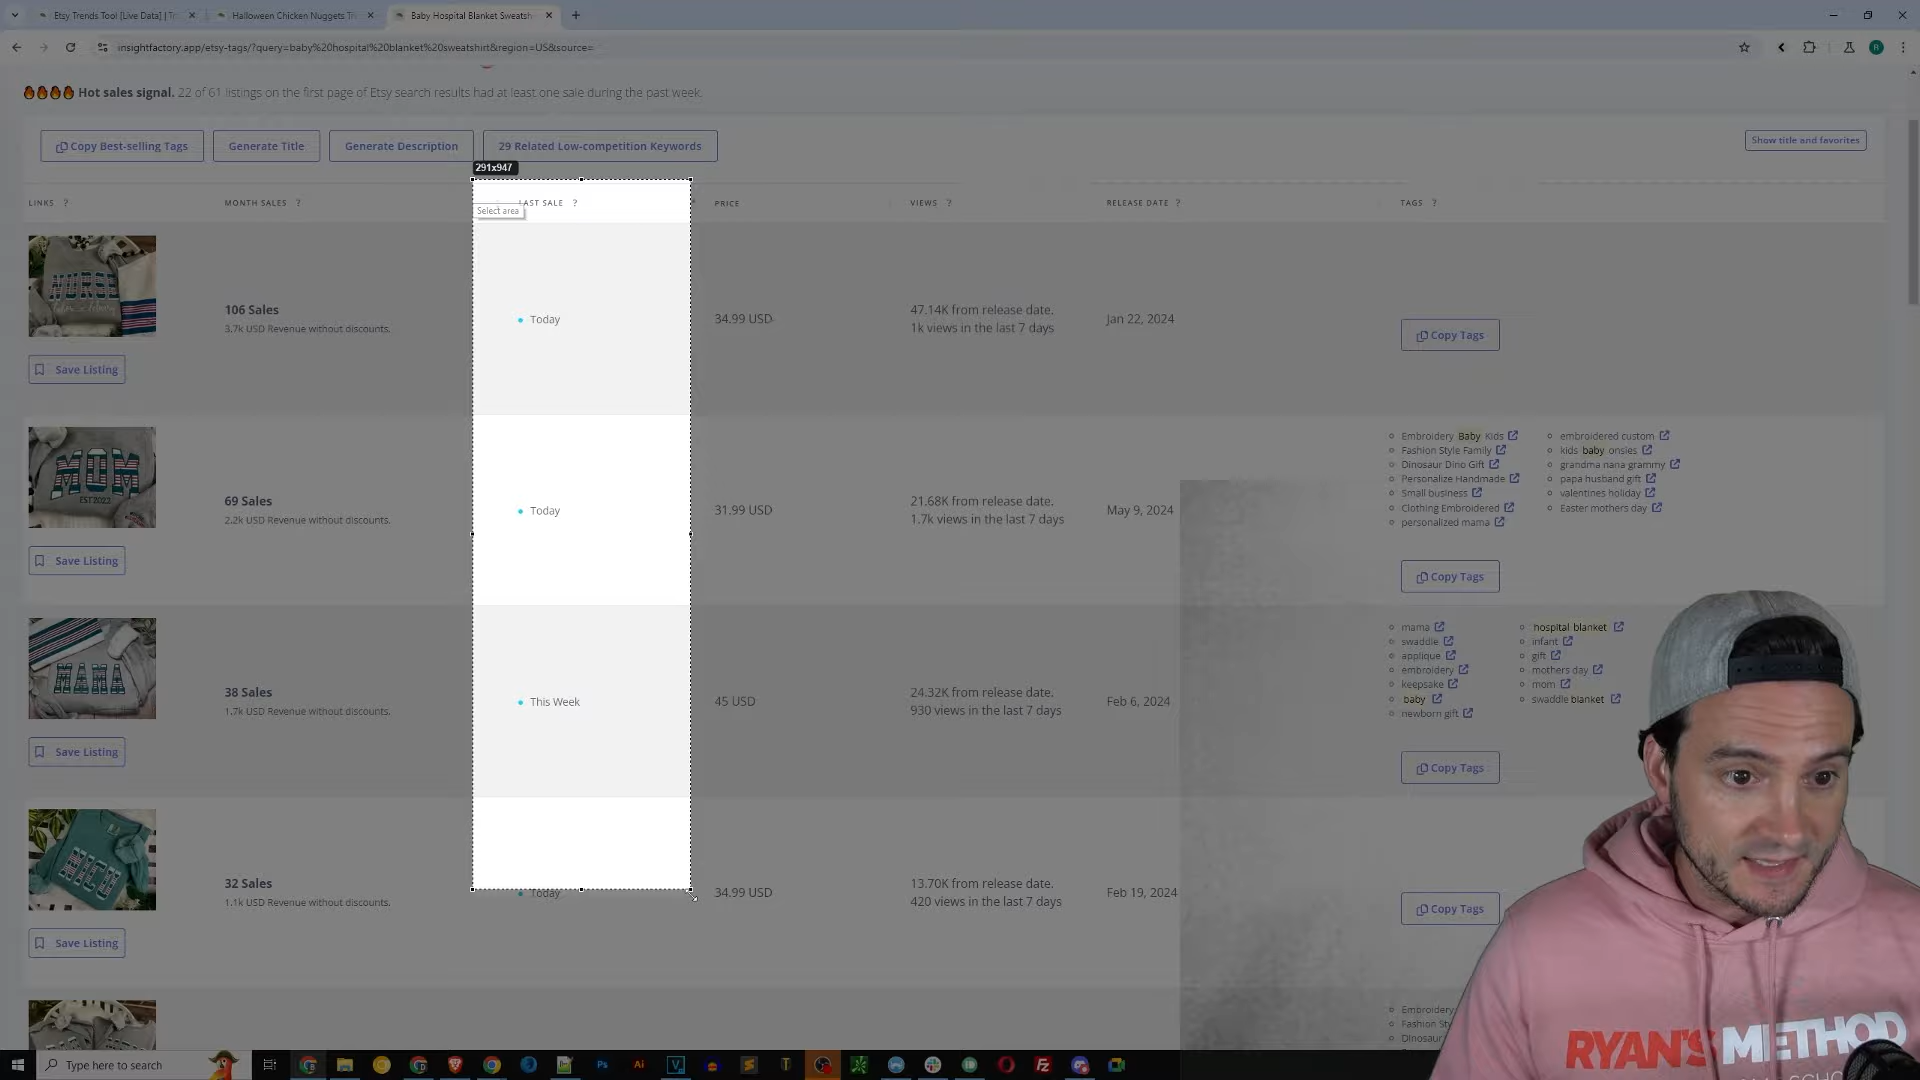 Etsy Trends Tool [Live Data] |
Halloween Chicken Nuggets
Baby Hospital Blanket Sweatsh
insightfactory.app/etsy-tags/?query=baby%20hospital%20blanket%20sweatshirt&region=US&source=
R
Hot sales signal. 22 of 61 listings on the first page of Etsy search results had at least one sale during the past week.
Copy Best-selling Tags
Generate Title
Generate Description
29 Related Low-competition Keywords
Show title and favorites
291x947
Select area
LINKS ?
MONTH SALES ?
LAST SALE ?
PRICE
VIEWS ?
RELEASE DATE ?
TAGS ?
NURSE
106 Sales
3.7k USD Revenue without discounts.
Today
34.99 USD
47.14K from release date.
1k views in the last 7 days
Jan 22, 2024
Copy Tags
Save Listing
MOM
EST 2022
69 Sales
2.2k USD Revenue without discounts.
Today
31.99 USD
21.68K from release date.
1.7k views in the last 7 days
May 9, 2024
Embroidery Baby Kids
Fashion Style Family
Dinosaur Dino Gift
Personalize Handmade
Small business
Clothing Embroidered
personalized mama
embroidered custom
kids baby onsies
grandma nana grammy
papa husband gift
valentines holiday
Easter mothers day
Copy Tags
Save Listing
MAMA
38 Sales
1.7k USD Revenue without discounts.
This Week
45 USD
24.32K from release date.
930 views in the last 7 days
Feb 6, 2024
mama
swaddle
applique
embroidery
keepsake
baby
newborn gift
hospital blanket
infant
gift
mothers day
mom
swaddle blanket
Copy Tags
Save Listing
NICU
32 Sales
1.1k USD Revenue without discounts.
Today
34.99 USD
13.70K from release date.
420 views in the last 7 days
Feb 19, 2024
Copy Tags
Save Listing
Embroidery
Fashion St
RYAN'S METHOD
Type here to search
Ps
Ai
V
T
FZ